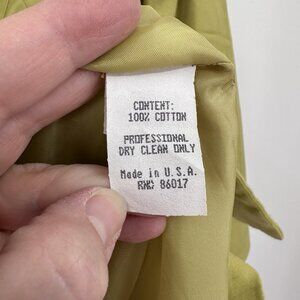 CONTENT:
100% COTTON
PROFESSIONAL
DRY CLEAN ONLY
Made in U.S.A.
RN# 86017